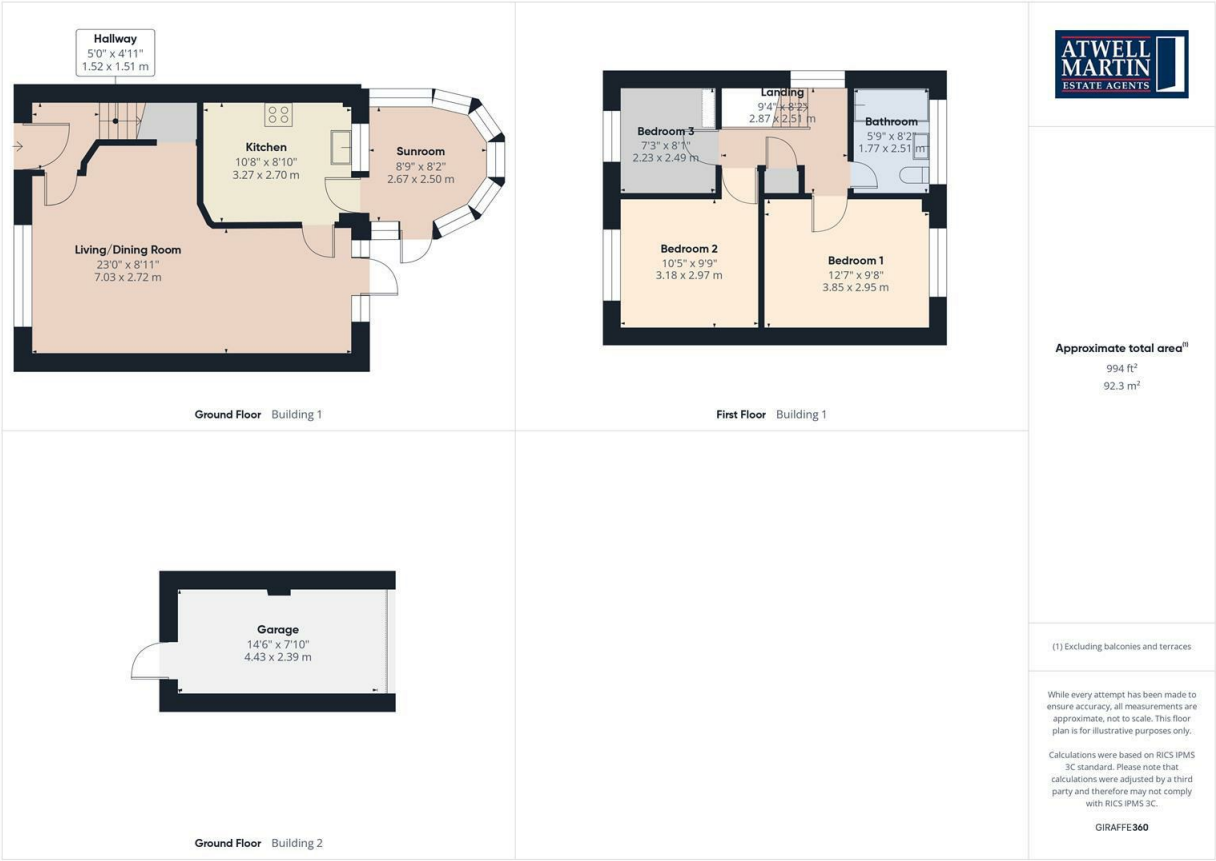 Hallway
5'0" x 4'11"
1.52 x 1.51 m
Kitchen
10'8" x 8'10"
3.27 x 2.70 m
Sunroom
8'9" x 8'2"
2.67 x 2.50 m
Living/Dining Room
23'0" x 8'11"
7.03 x 2.72 m
Ground Floor Building 1
Landing
9'4" x 8'2"
2.87 x 2.51 m
Bedroom 3
7'3" x 8'1"
2.23 x 2.49 m
Bathroom
5'9" x 8'2"
1.77 x 2.51 m
Bedroom 2
10'5" x 9'9"
3.18 x 2.97 m
Bedroom 1
12'7" x 9'8"
3.85 x 2.95 m
First Floor Building 1
Garage
14'6" x 7'10"
4.43 x 2.39 m
Ground Floor Building 2
ATWELL
MARTIN
ESTATE AGENTS
Approximate total area(1)
994 ft²
92.3 m²
(1) Excluding balconies and terraces
While every attempt has been made to
ensure accuracy, all measurements are
approximate, not to scale. This floor
plan is for illustrative purposes only.
Calculations were based on RICS IPMS
3C standard. Please note that
calculations were adjusted by a third
party and therefore may not comply
with RICS IPMS 3C.
GIRAFFE360